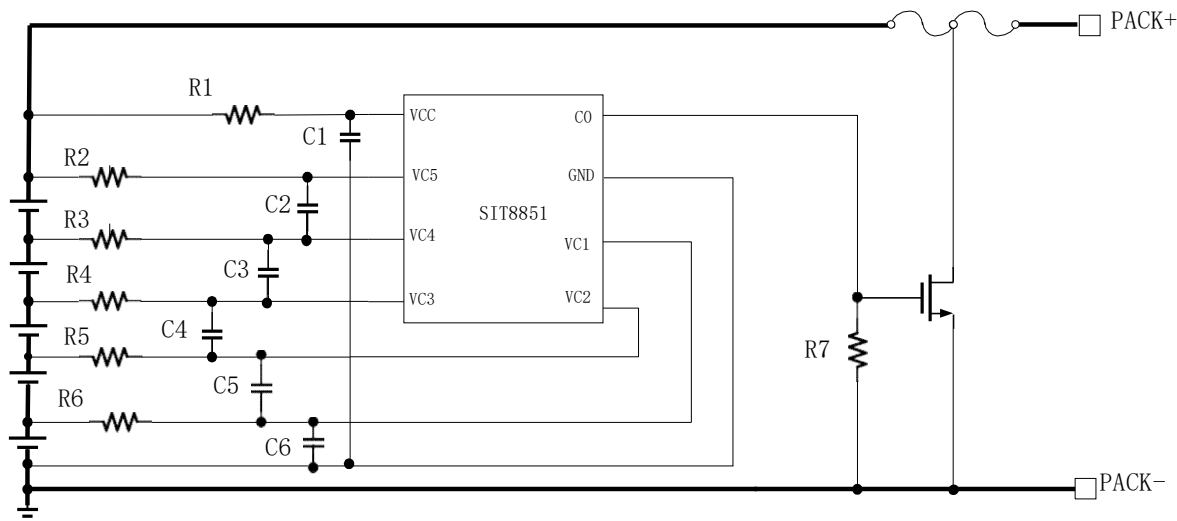 PACK+
R1
VCC
CO
C1
R2
VC5
GND
C2
SIT8851
R3
VC4
VC1
C3
R4
VC3
VC2
C4
R5
R7
C5
R6
C6
PACK-